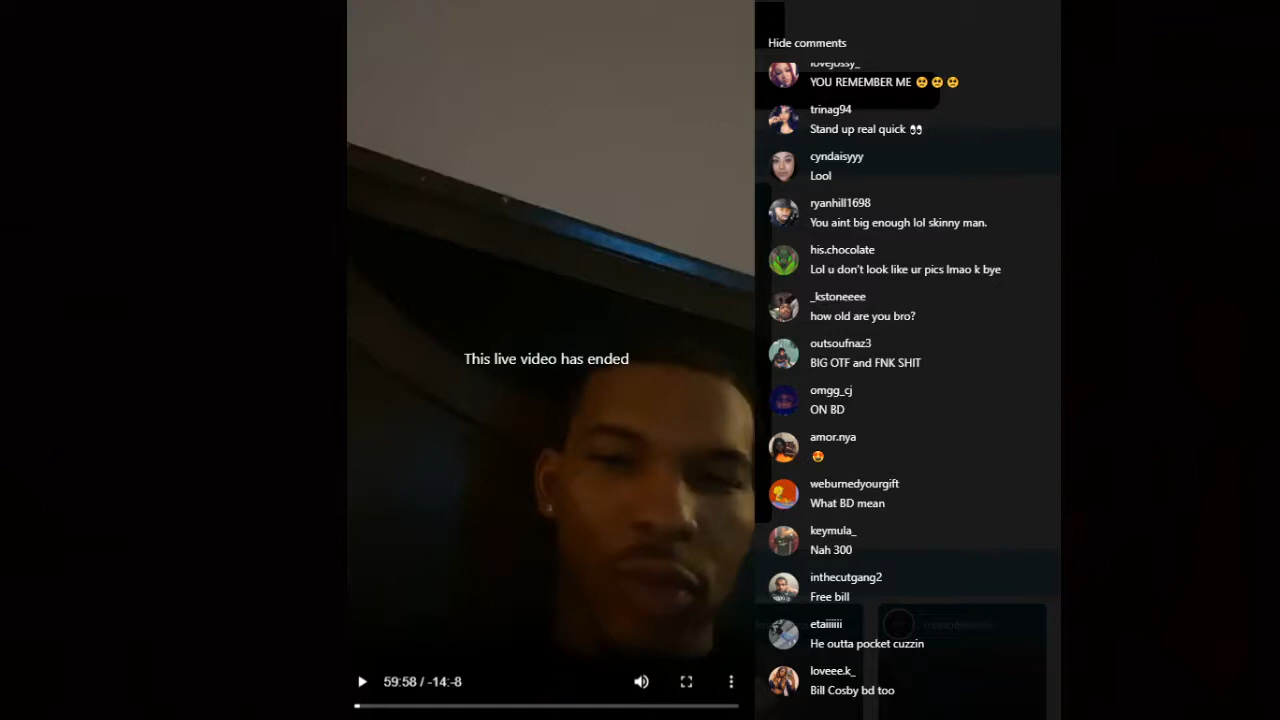 Hide comments
lovejossy_
YOU REMEMBER ME 🥺🥺🥺
trinag94
Stand up real quick 👀
cyndaisyyy
Lool
ryanhill1698
You aint big enough lol skinny man.
his.chocolate
Lol u don’t look like ur pics lmao k bye
_kstoneeee
how old are you bro?
outsoufnaz3
BIG OTF and FNK SHIT
omgg_cj
ON BD
amor.nya
😍
weburnedyourgift
What BD mean
keymula_
Nah 300
inthecutgang2
Free bill
etaiiiiii
He outta pocket cuzzin
loveee.k_
Bill Cosby bd too
This live video has ended
59:58 / -14:-8